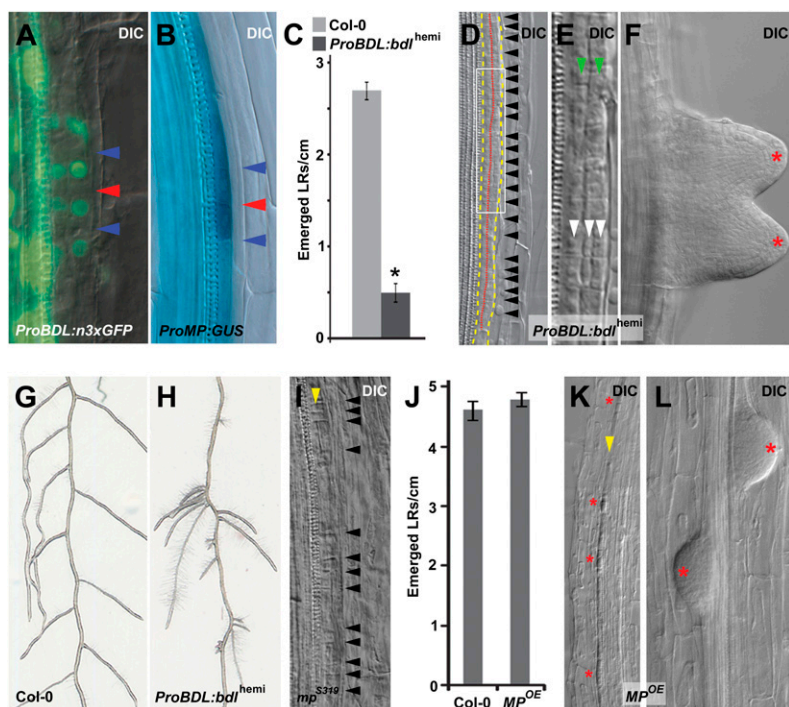 A DIC
ProBDL:n3xGFP
B DIC
ProMP:GUS
C
Col-0
ProBDL:bdl^hemi
Emerged LRs/cm
3
2
1
0
*
D DIC
E DIC
F DIC
* *
ProBDL:bdl^hemi
G
Col-0
H
ProBDL:bdl^hemi
I DIC
mp^S319
J
Emerged LRs/cm
5
4
3
2
1
0
Col-0 MP^OE
K DIC
* * * *
L DIC
* *
MP^OE